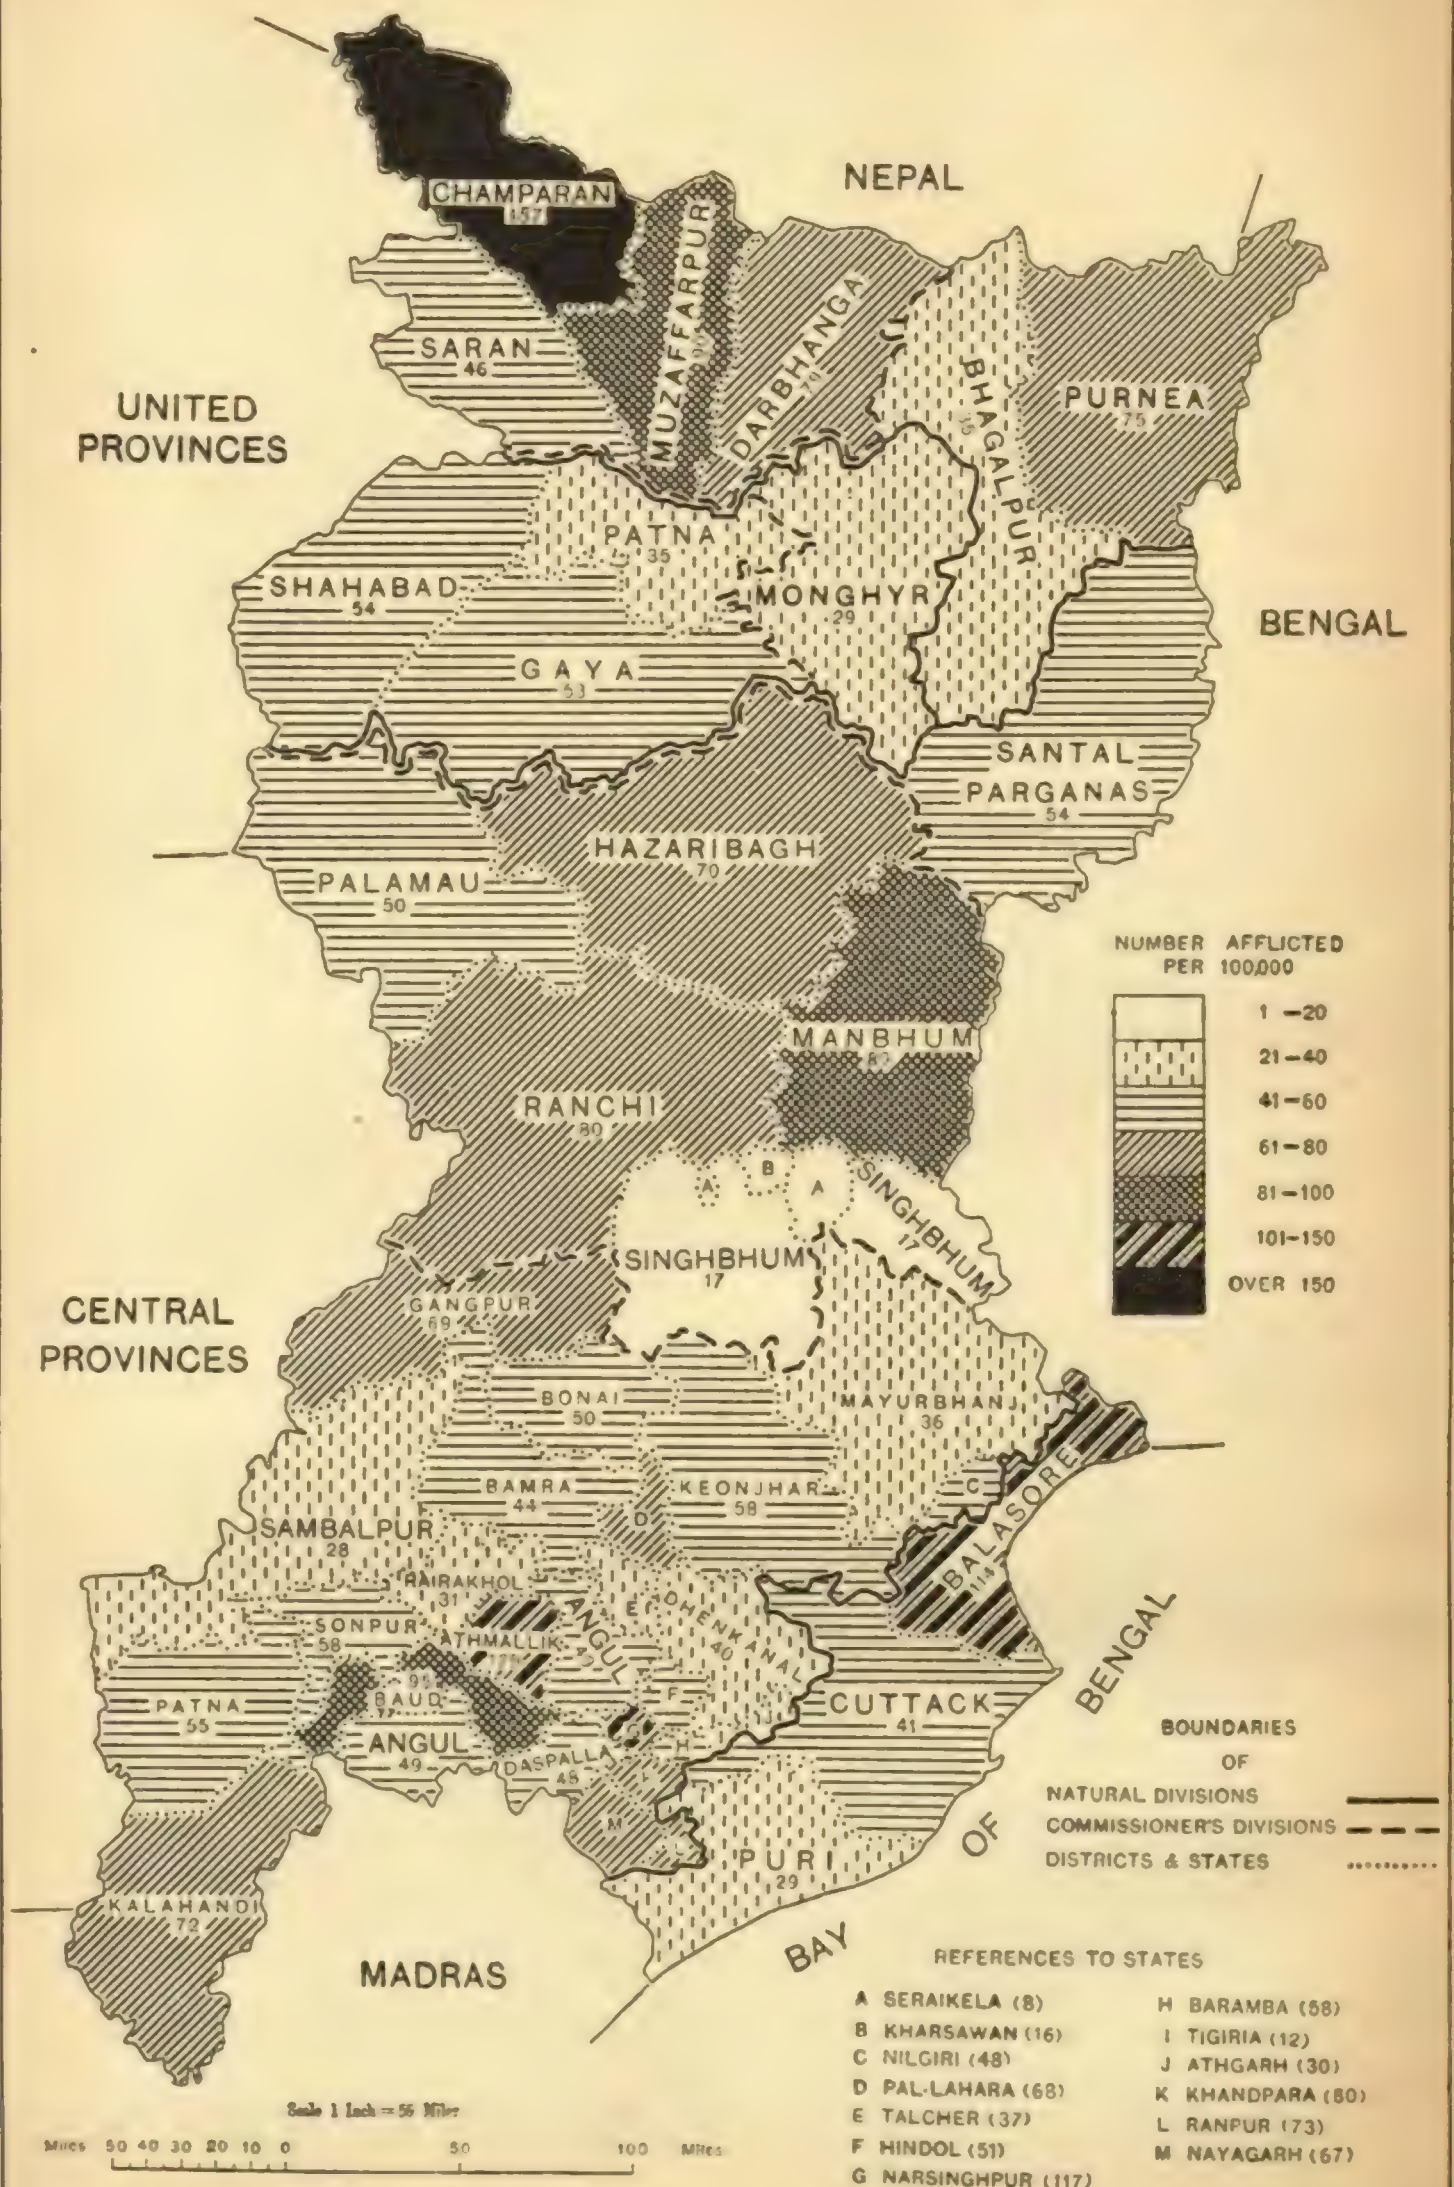 NEPAL
CHAMPARAN
157
MUZAFFARPUR
DARBHANGA
79
SARAN
46
BHAGALPUR
PURNEA
75
UNITED
PROVINCES
PATNA
35
SHAHABAD
54
MONGHYR
29
BENGAL
GAYA
53
SANTAL
PARGANAS
54
HAZARIBAGH
70
PALAMAU
50
NUMBER AFFLICTED
PER 100,000
1-20
21-40
41-60
61-80
81-100
101-150
OVER 150
MANBHUM
RANCHI
80
A
B
A
SINGHBHUM
17
SINGHBHUM
17
CENTRAL
PROVINCES
GANGPUR
69
BONAI
50
MAYURBHANJ
36
BAMRA
44
KEONJHAR
58
C
D
BALASORE
114
SAMBALPUR
28
RAIRAKHOL
31
E
DHENKANAL
40
SONPUR
58
ATHMALLIK
ANGUL
49
F
G
H
I
J
BAUD
77
PATNA
55
ANGUL
49
DASPALLA
48
CUTTACK
41
M
L
PURI
29
KALAHANDI
72
MADRAS
BAY OF BENGAL
BOUNDARIES
OF
NATURAL DIVISIONS
COMMISSIONER'S DIVISIONS
DISTRICTS & STATES
REFERENCES TO STATES
A SERAIKELA (8)
B KHARSAWAN (16)
C NILGIRI (48)
D PAL-LAHARA (68)
E TALCHER (37)
F HINDOL (51)
G NARSINGHPUR (117)
H BARAMBA (58)
I TIGIRIA (12)
J ATHGARH (30)
K KHANDPARA (80)
L RANPUR (73)
M NAYAGARH (67)
Scale 1 Inch = 56 Miles
Miles 50 40 30 20 10 0 50 100 Miles